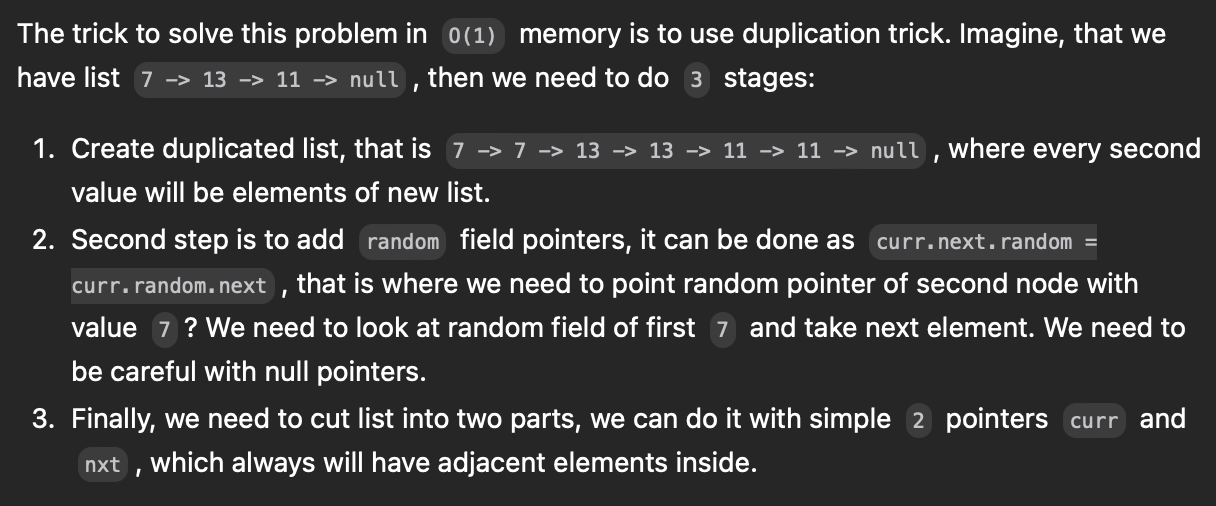 The trick to solve this problem in O(1) memory is to use duplication trick. Imagine, that we
have list 7 -> 13 -> 11 -> null , then we need to do 3 stages:
1. Create duplicated list, that is 7 -> 7 -> 13 -> 13 -> 11 -> 11 -> null , where every second
value will be elements of new list.
2. Second step is to add random field pointers, it can be done as curr.next.random =
curr.random.next , that is where we need to point random pointer of second node with
value 7 ? We need to look at random field of first 7 and take next element. We need to
be careful with null pointers.
3. Finally, we need to cut list into two parts, we can do it with simple 2 pointers curr and
nxt , which always will have adjacent elements inside.